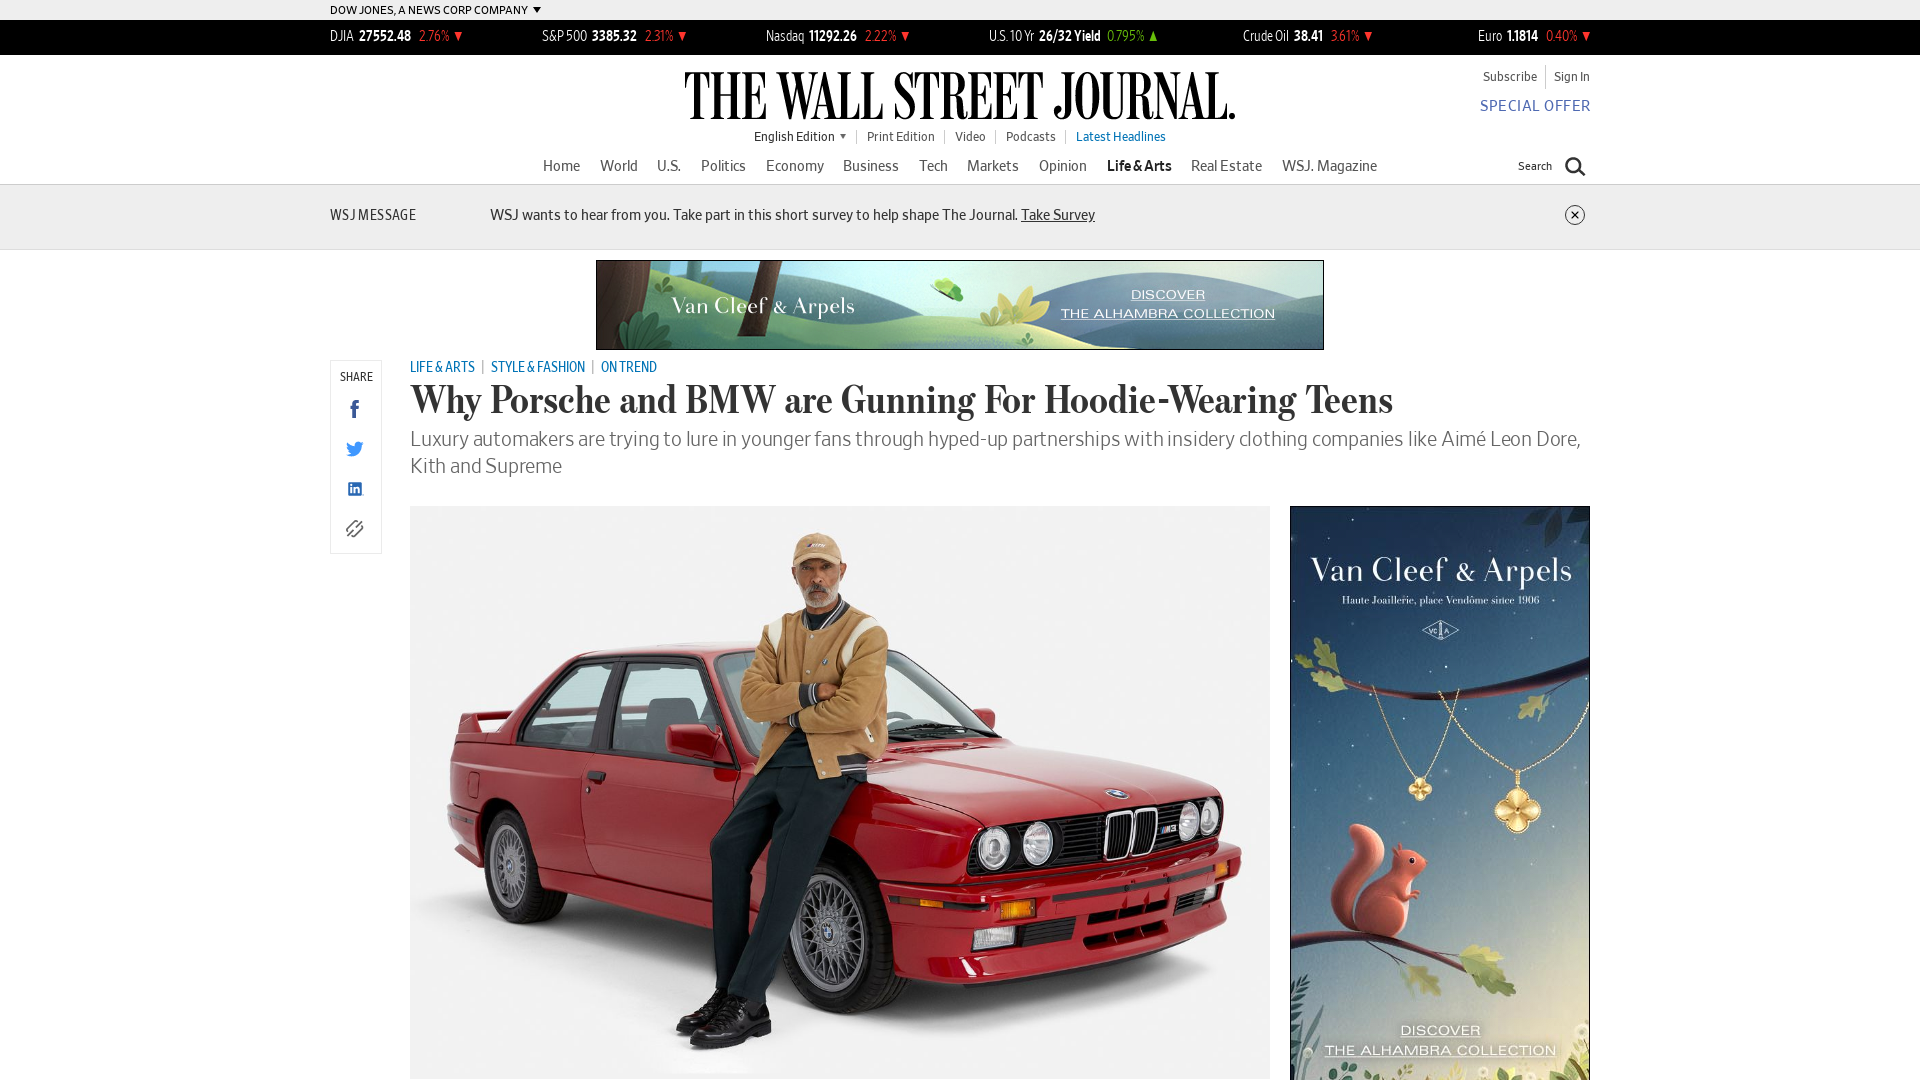 DOW JONES, A NEWS CORP COMPANY
DJIA 27552.48 2.76% S&P 500 3385.32 2.31% Nasdaq 11292.26 2.22% U.S. 10 Yr 26/32 Yield 0.795% Crude Oil 38.41 3.61% Euro 1.1814 0.40%
THE WALL STREET JOURNAL.
Subscribe Sign In
SPECIAL OFFER
English Edition Print Edition Video Podcasts Latest Headlines
Home World U.S. Politics Economy Business Tech Markets Opinion Life & Arts Real Estate WSJ. Magazine Search
WSJ MESSAGE WSJ wants to hear from you. Take part in this short survey to help shape The Journal. Take Survey
Van Cleef & Arpels
DISCOVER
THE ALHAMBRA COLLECTION
SHARE
LIFE & ARTS | STYLE & FASHION | ON TREND
Why Porsche and BMW are Gunning For Hoodie-Wearing Teens
Luxury automakers are trying to lure in younger fans through hyped-up partnerships with insidery clothing companies like Aimé Leon Dore,
Kith and Supreme
M3
Van Cleef & Arpels
Haute Joaillerie, place Vendôme since 1906
VC A
DISCOVER
THE ALHAMBRA COLLECTION